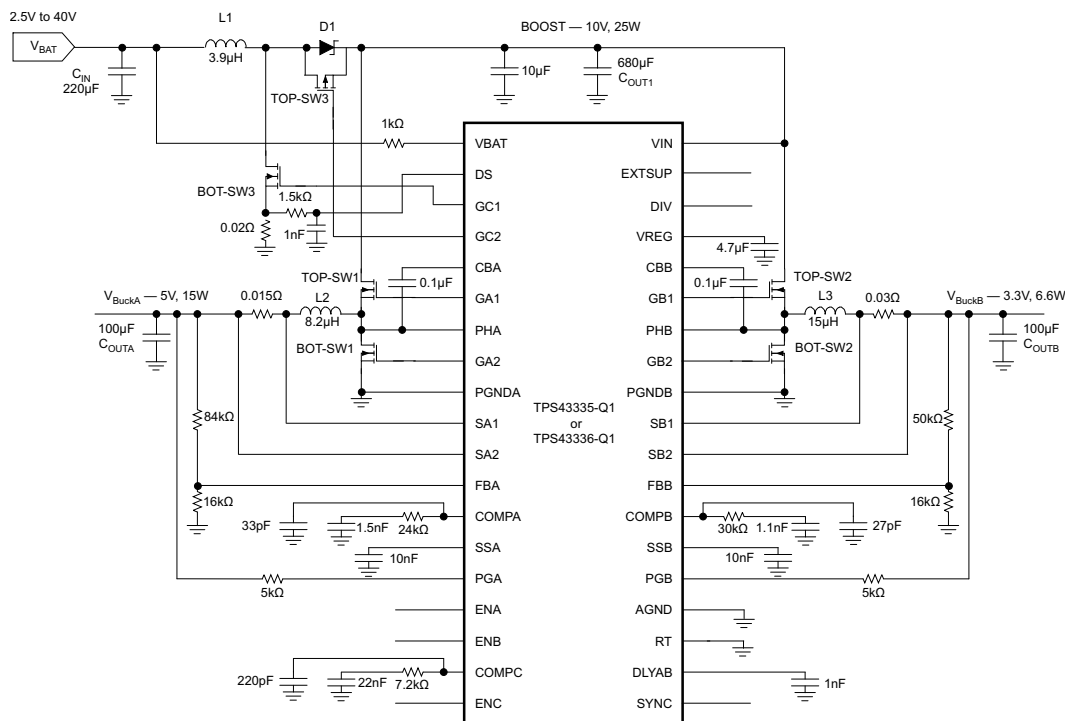 2.5V to 40V
VBAT
CIN
220µF
L1
3.9µH
D1
TOP-SW3
BOOST — 10V, 25W
10µF
680µF
COUT1
1kΩ
BOT-SW3
1.5kΩ
0.02Ω
1nF
VBAT
DS
GC1
GC2
CBA
GA1
PHA
GA2
PGNDA
SA1
SA2
FBA
COMPA
SSA
PGA
ENA
ENB
COMPC
ENC
TPS43335-Q1
or
TPS43336-Q1
VIN
EXTSUP
DIV
VREG
CBB
GB1
PHB
GB2
PGNDB
SB1
SB2
FBB
COMPB
SSB
PGB
AGND
RT
DLYAB
SYNC
4.7µF
TOP-SW1
0.1µF
0.1µF
TOP-SW2
VBuckA — 5V, 15W
0.015Ω
L2
8.2µH
BOT-SW1
100µF
COUTA
L3
15µH
0.03Ω
VBuckB — 3.3V, 6.6W
BOT-SW2
100µF
COUTB
84kΩ
16kΩ
50kΩ
16kΩ
33pF
1.5nF
24kΩ
10nF
5kΩ
30kΩ
1.1nF
27pF
10nF
5kΩ
220pF
22nF
7.2kΩ
1nF